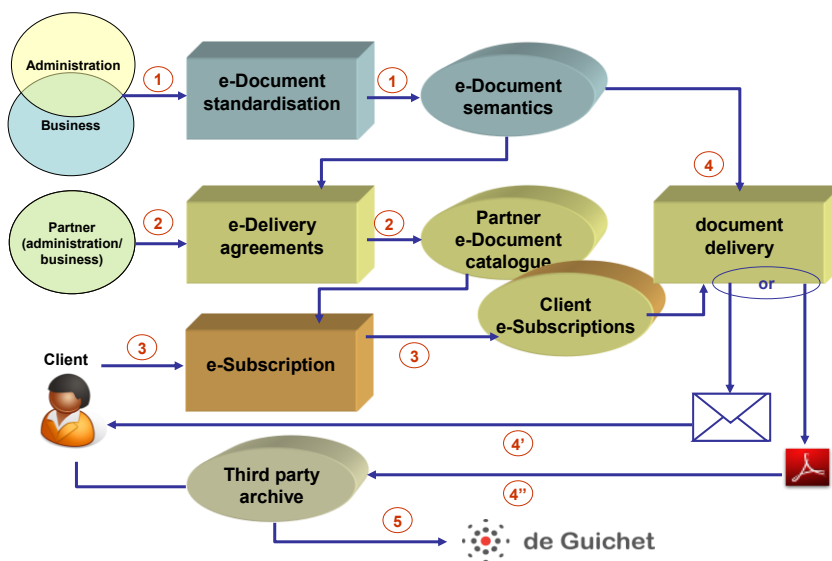 Administration
Business
1
e-Document
standardisation
1
e-Document
semantics
4
Partner
(administration/
business)
2
e-Delivery
agreements
2
Partner
e-Document
catalogue
document
delivery
or
Client
e-Subscriptions
Client
3
e-Subscription
3
4’
Third party
archive
4’’
5
de Guichet